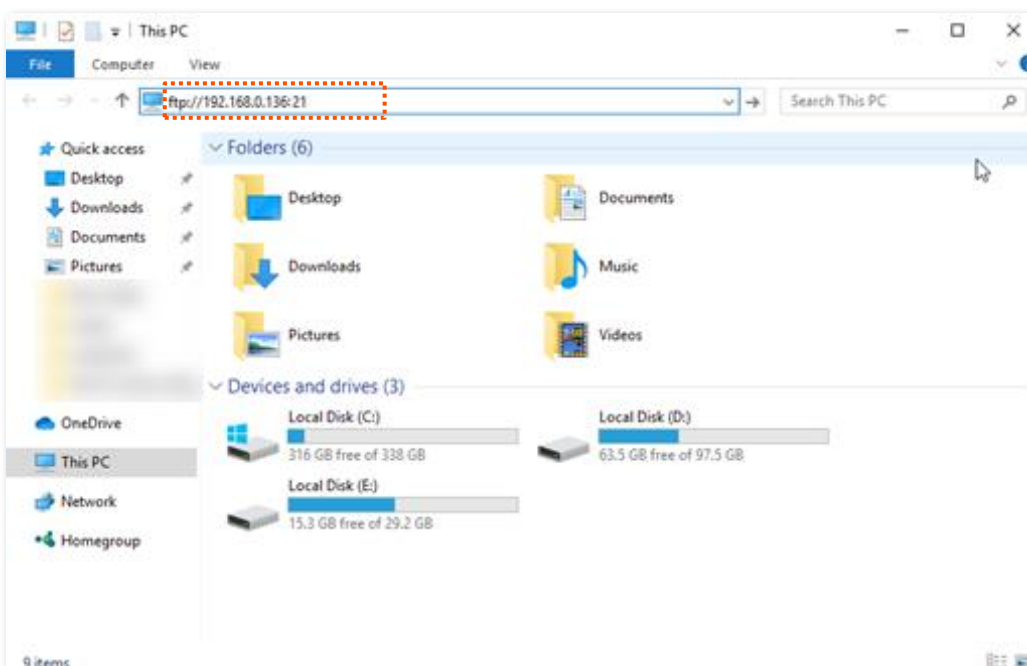 This PC
File Computer View
ftp://192.168.0.136:21
Search This PC
Quick access
Desktop
Downloads
Documents
Pictures
OneDrive
This PC
Network
Homegroup
Folders (6)
Desktop Documents
Downloads Music
Pictures Videos
Devices and drives (3)
Local Disk (C:) Local Disk (D:)
316 GB free of 338 GB 63.5 GB free of 97.5 GB
Local Disk (E:)
15.3 GB free of 29.2 GB
9 items